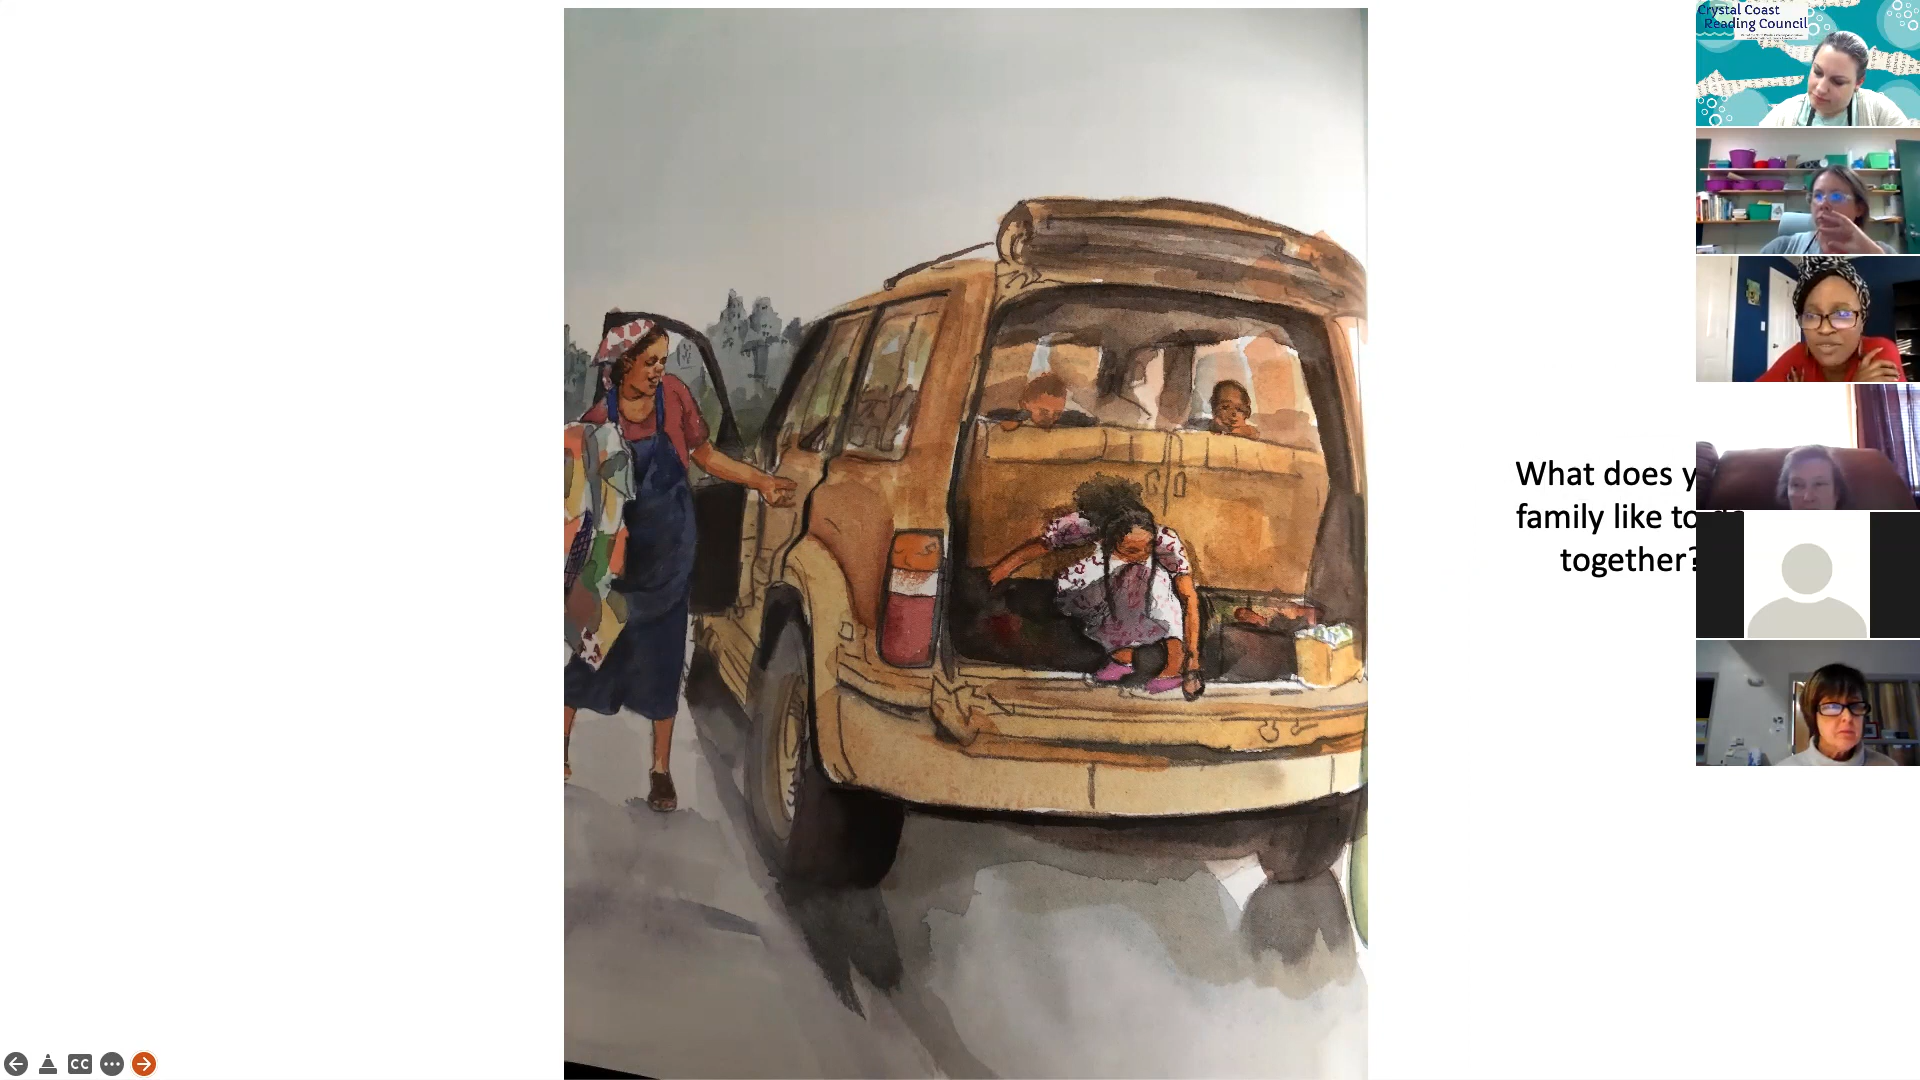 Crystal Coast
Reading Council
What does y
family like to
together?
CC